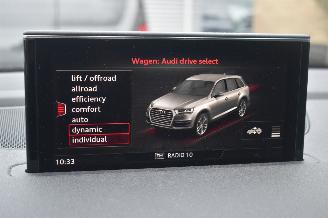 Wagen: Audi drive select
lift / offroad
allroad
efficiency
comfort
auto
dynamic
individual
10:33
RADIO 10